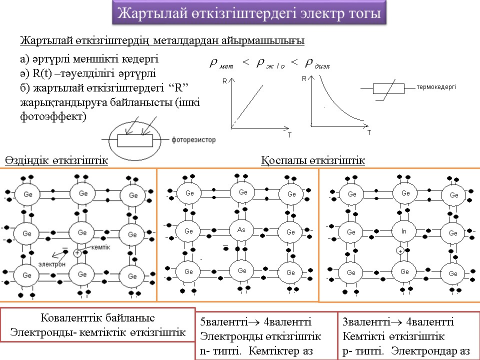 Жартылай өткізгіштердегі электр тогы
Жартылай өткізгіштердің металдардан айырмашылығы
а) әртүрлі меншікті кедергі
ә) R(t) –тәуелділігі әртүрлі
б) жартылай өткізгіштердегі “R”
жарықтандыруға байланысты (ішкі
фотоэффект)
ρ мет < ρ ж / о < ρ диэл
R
T
R
T
термокедергі
фоторезистор
Өздіндік өткізгіштік
Қоспалы өткізгіштік
Ge Ge Ge
Ge Ge Ge
электрон
кемтік
Ge Ge Ge
Ge Ge Ge
Ge As Ge
Ge Ge Ge
Ge Ge Ge
Ge In Ge
Ge Ge Ge
Коваленттік байланыс
Электронды- кемтіктік өткізгіштік
5валентті→ 4валентті
Электронды өткізгіштік
n- типті. Кемтіктер аз
3валентті→ 4валентті
Кемтікті өткізгіштік
p- типті. Электрондар аз